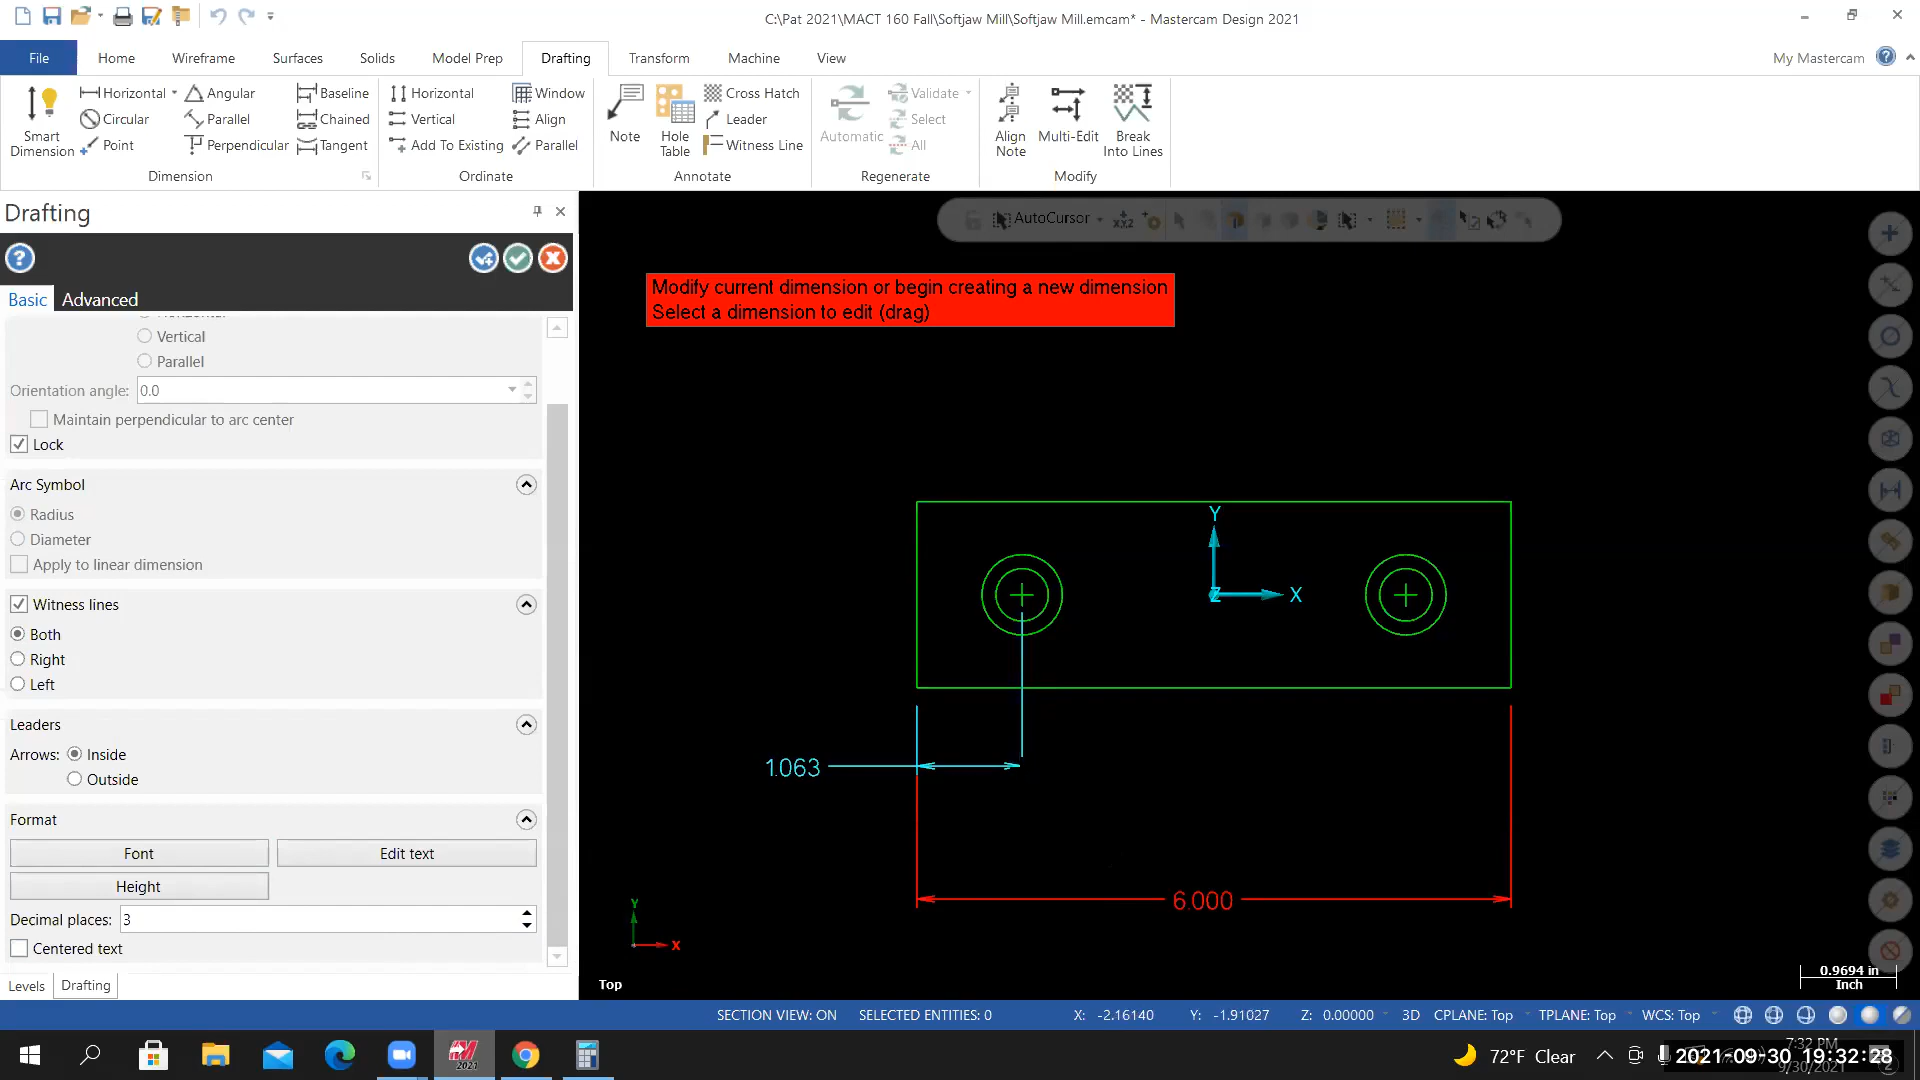 C:\Pat 2021\MACT 160 Fall\Softjaw Mill\Softjaw Mill.emcam* - Mastercam Design 2021
File Home Wireframe Surfaces Solids Model Prep Drafting Transform Machine View My Mastercam
Horizontal Angular Baseline Horizontal Window Cross Hatch Validate
Circular Parallel Chained Vertical Align Leader Select
Smart Dimension Point Perpendicular Tangent Add To Existing Parallel Note Hole Table Witness Line Automatic All Align Note Multi-Edit Break Into Lines
Dimension Ordinate Annotate Regenerate Modify
Drafting
AutoCursor
Basic Advanced
Modify current dimension or begin creating a new dimension
Select a dimension to edit (drag)
Vertical
Parallel
Orientation angle: 0.0
Maintain perpendicular to arc center
Lock
Arc Symbol
Radius
Diameter
Apply to linear dimension
Witness lines
Both
Right
Left
Leaders
Arrows: Inside
Outside
Format
Font Edit text
Height
Decimal places: 3
Centered text
Levels Drafting
Y
Z X
1.063
6.000
Y
X
Top
0.9694 in
Inch
SECTION VIEW: ON SELECTED ENTITIES: 0 X: -2.16140 Y: -1.91027 Z: 0.00000 3D CPLANE: Top TPLANE: Top WCS: Top
2021
72°F Clear
7:32 PM
9/30/2021
2021-09-30 19:32:28
2